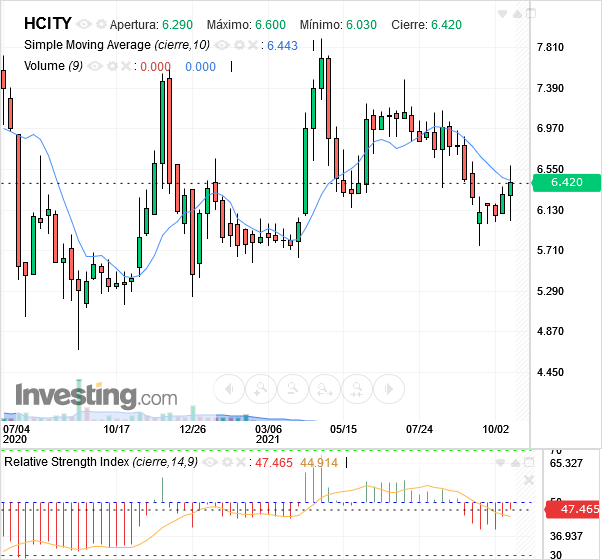 HCITY Apertura: 6.290 Máximo: 6.600 Mínimo: 6.030 Cierre: 6.420
Simple Moving Average (cierre,10) : 6.443
Volume (9) : 0.000 0.000
7.810
7.390
6.970
6.550
6.420
6.130
5.710
5.290
4.870
4.450
Investing.com
07/04 10/17 12/26 03/06 05/15 07/24 10/02
2020 2021
70
Relative Strength Index (cierre,14,9) : 47.465 44.914
65.327
50
47.465
36.937
30